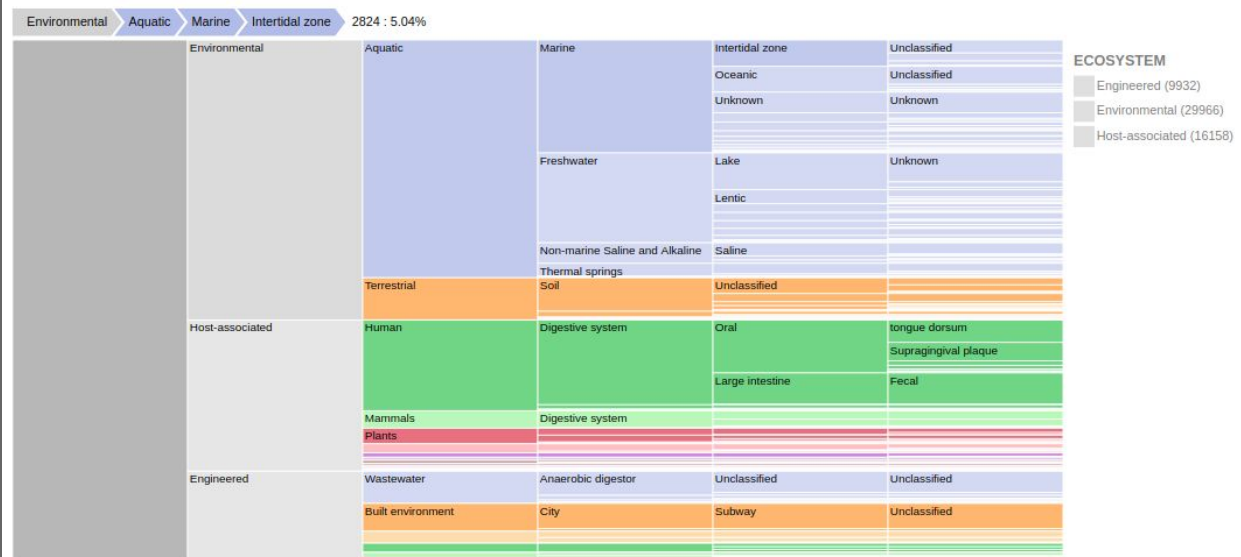 Environmental Aquatic Marine Intertidal zone 2824 : 5.04%
Environmental Aquatic Marine Intertidal zone Unclassified
Oceanic Unclassified
Unknown Unknown
Freshwater Lake Unknown
Lentic
Non-marine Saline and Alkaline Saline
Thermal springs
Terrestrial Soil Unclassified
Host-associated Human Digestive system Oral tongue dorsum
Supragingival plaque
Large intestine Fecal
Mammals Digestive system
Plants
Engineered Wastewater Anaerobic digestor Unclassified Unclassified
Built environment City Subway Unclassified
ECOSYSTEM
Engineered (9932)
Environmental (29966)
Host-associated (16158)